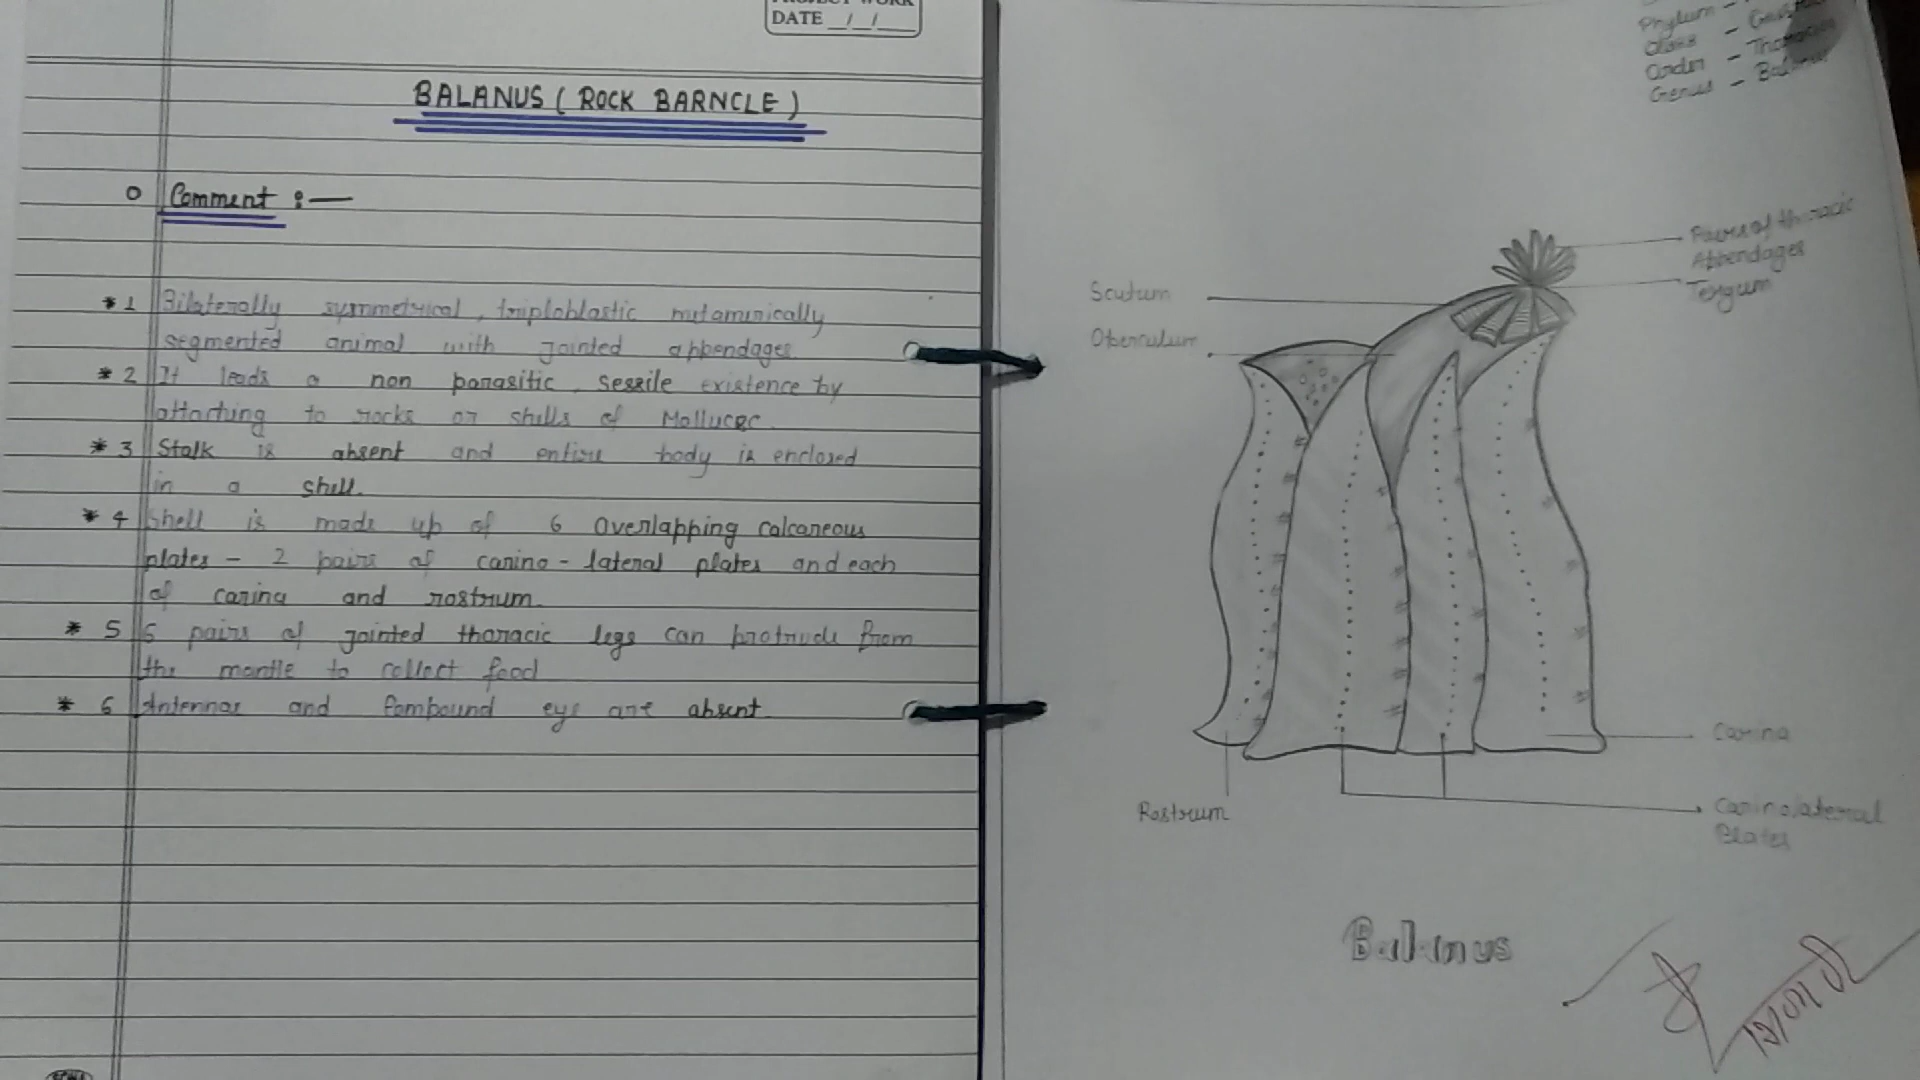 DATE _/_/_
BALANUS ( ROCK BARNCLE )
o Comment :—
* 1 Bilaterally symmetrical, triploblastic metamerically
segmented animal with jointed appendages
* 2 It leads a non parasitic, sessile existence by
attaching to rocks or shells of
* 3 Stalk is absent and entire body is enclosed
in a shell.
* 4 Shell is made up of 6 overlapping calcareous
plates - 2 pairs of carino - lateral plates and each
of carina and rostrum.
* 5 6 pairs of jointed thoracic legs can protrude from
the mantle to collect food
* 6 Antennas and Compound eye are absent.
Phylum -
Class -
Order -
Genus -
Pairs of thoracic
Appendages
Tergum
Scutum
Operculum
Carina
Carinolateral
Plates
Rostrum
Balanus